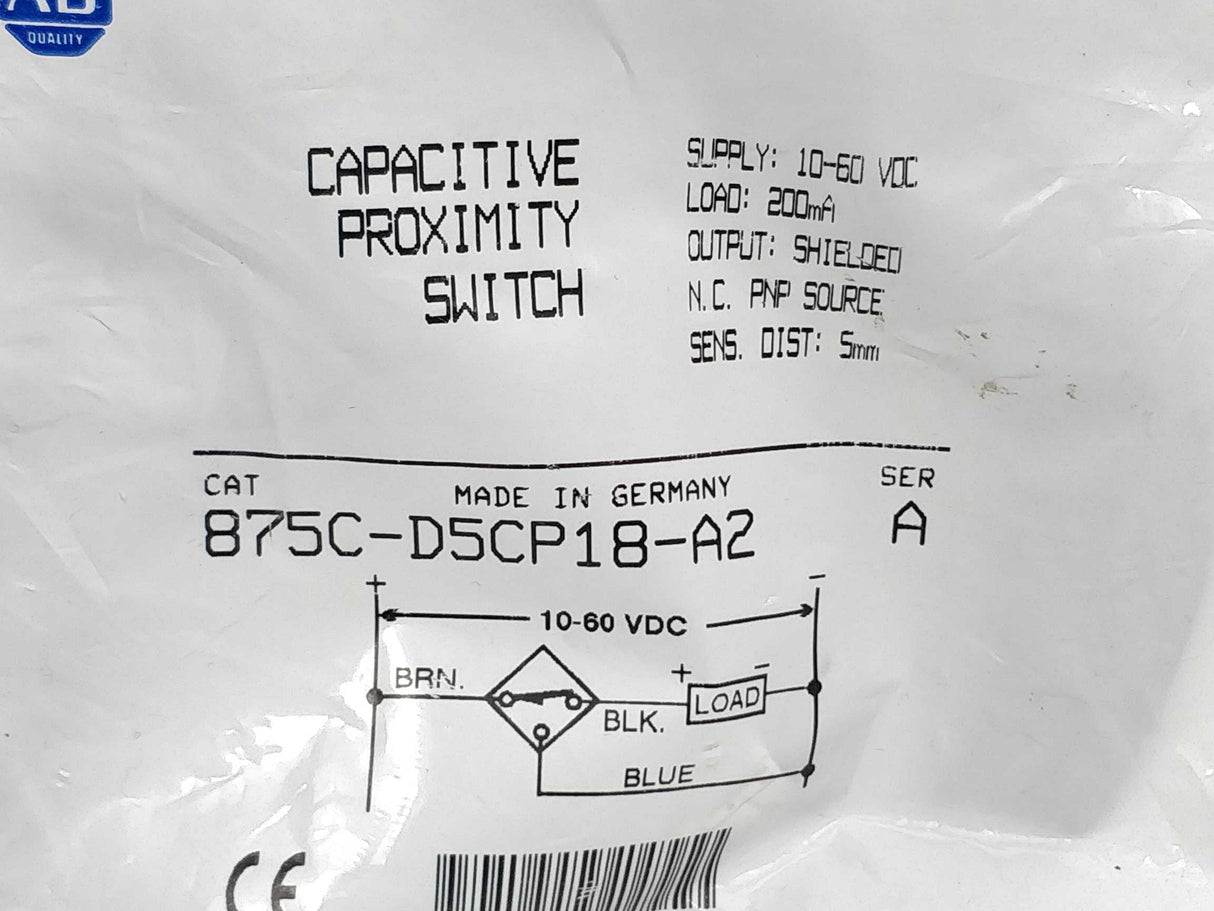 AB
QUALITY
CAPACITIVE
PROXIMITY
SWITCH
SUPPLY: 10-60 VDC
LOAD: 200mA
OUTPUT: SHIELDED
N.C. PNP SOURCE
SENS. DIST: 5mm
CAT
MADE IN GERMANY
SER
875C-D5CP18-A2
A
+
-
10-60 VDC
BRN.
+
-
LOAD
BLK.
BLUE
CE